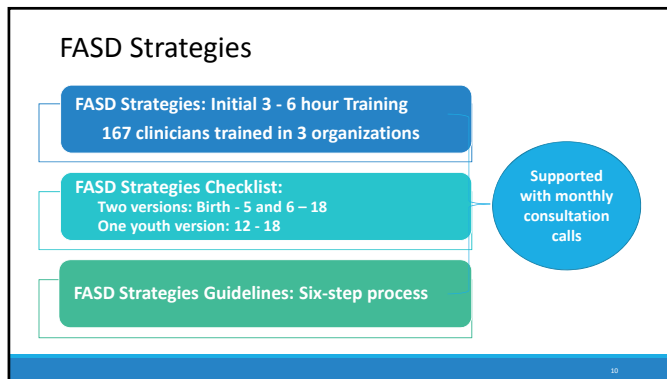 FASD Strategies
FASD Strategies: Initial 3 - 6 hour Training
167 clinicians trained in 3 organizations
FASD Strategies Checklist:
Two versions: Birth - 5 and 6 – 18
One youth version: 12 - 18
FASD Strategies Guidelines: Six-step process
Supported
with monthly
consultation
calls
10